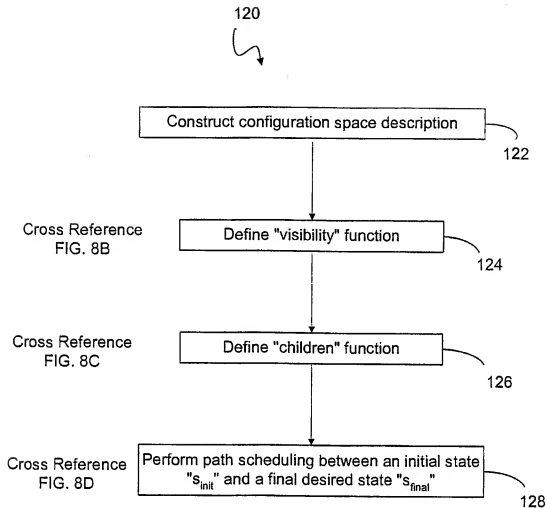 120
Construct configuration space description
122
Cross Reference
FIG. 8B
Define "visibility" function
124
Cross Reference
FIG. 8C
Define "children" function
126
Cross Reference
FIG. 8D
Perform path scheduling between an initial state
"sinit" and a final desired state "sfinal"
128